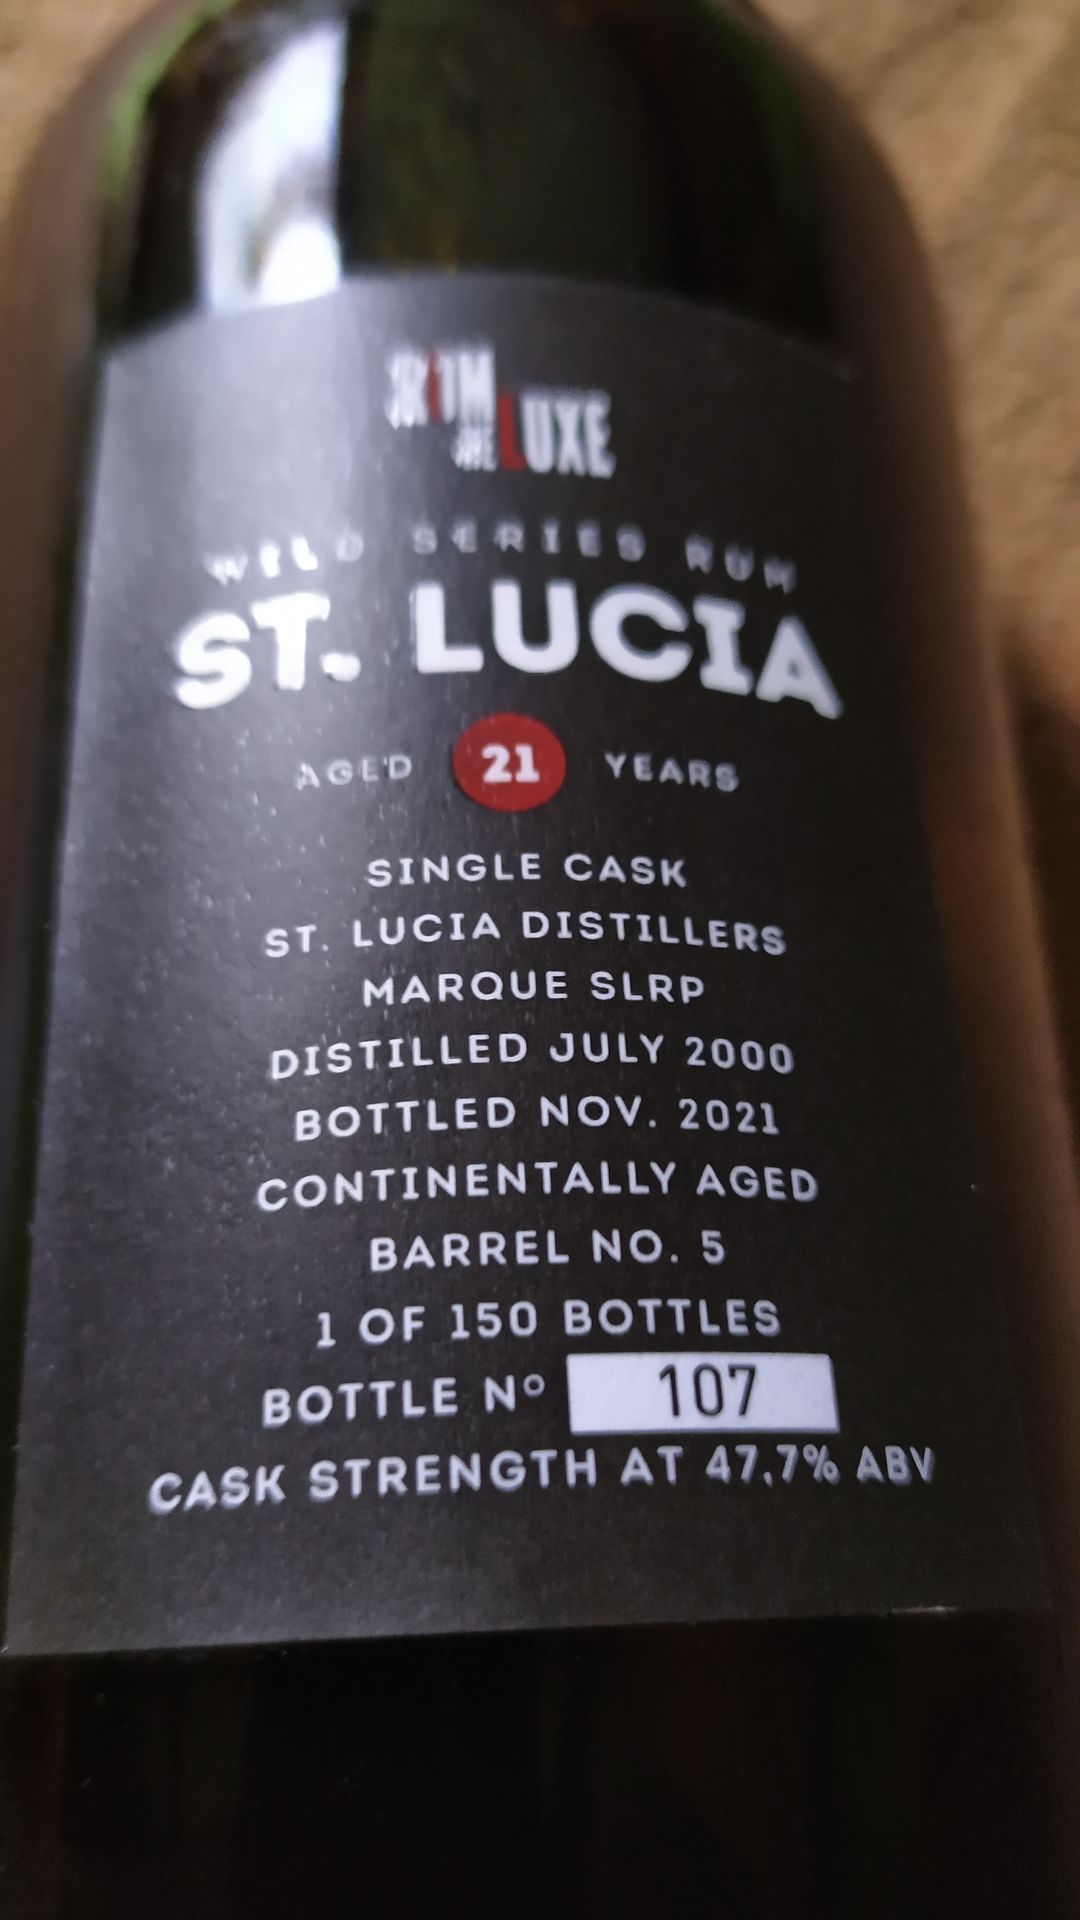 ROM
DE LUXE
WILD SERIES RUM
ST. LUCIA
AGED 21 YEARS
SINGLE CASK
ST. LUCIA DISTILLERS
MARQUE SLRP
DISTILLED JULY 2000
BOTTLED NOV. 2021
CONTINENTALLY AGED
BARREL NO. 5
1 OF 150 BOTTLES
BOTTLE Nº 107
CASK STRENGTH AT 47,7% ABV